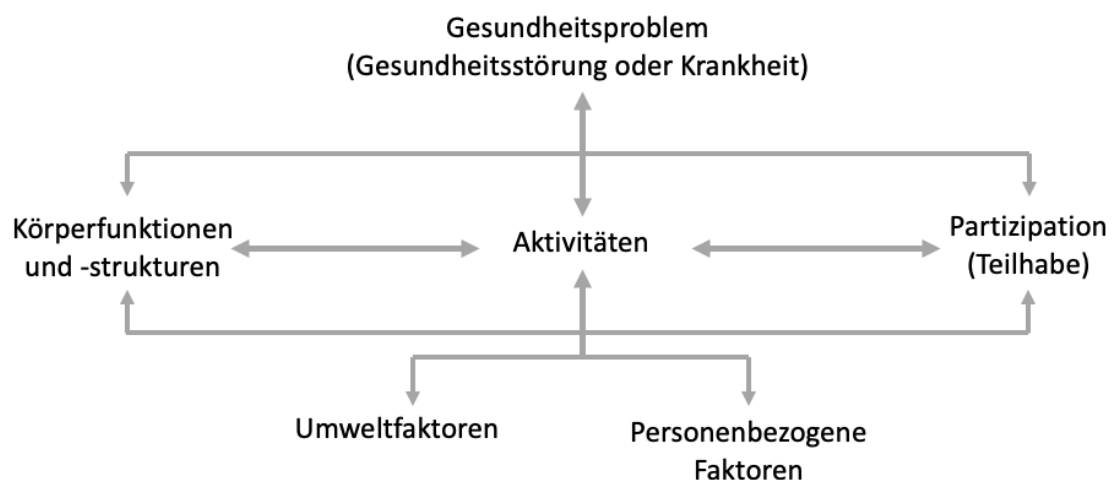 Gesundheitsproblem
(Gesundheitsstörung oder Krankheit)
Körperfunktionen
und -strukturen
Aktivitäten
Partizipation
(Teilhabe)
Umweltfaktoren
Personenbezogene
Faktoren